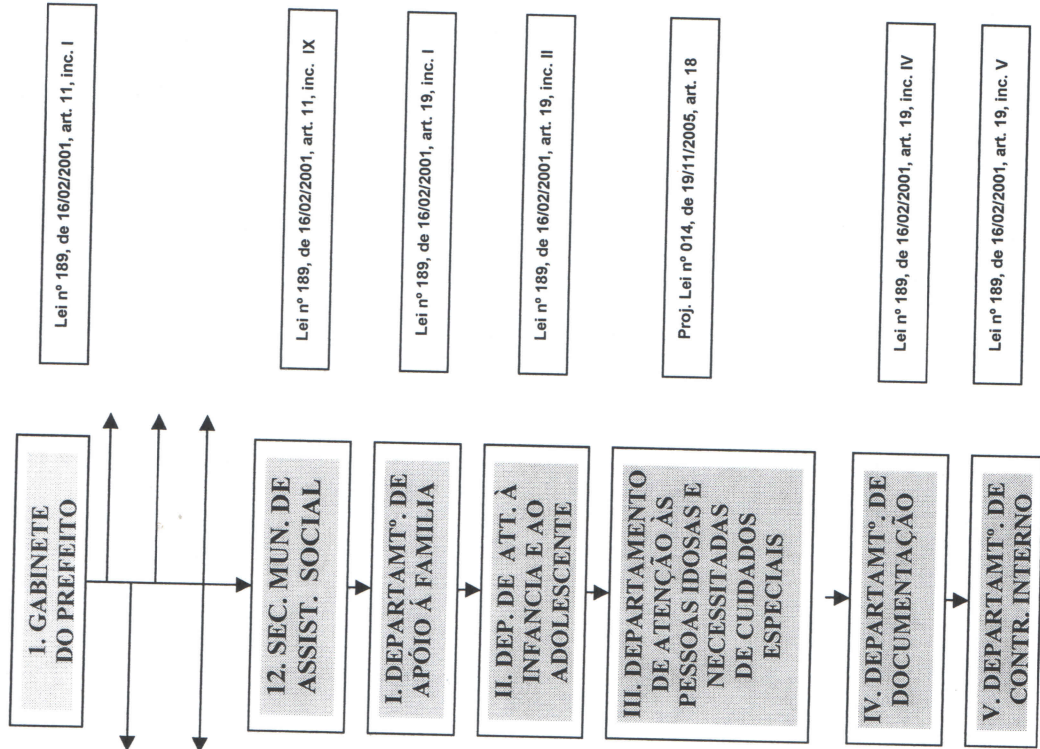 1. GABINETE
DO PREFEITO
Lei nº 189, de 16/02/2001, art. 11, inc. I
12. SEC. MUN. DE
ASSIST. SOCIAL
Lei nº 189, de 16/02/2001, art. 11, inc. IX
I. DEPARTAMTº. DE
APÓIO Á FAMILIA
Lei nº 189, de 16/02/2001, art. 19, inc. I
II. DEP. DE ATT. À
INFANCIA E AO
ADOLESCENTE
Lei nº 189, de 16/02/2001, art. 19, inc. II
III. DEPARTAMENTO
DE ATENÇÃO ÀS
PESSOAS IDOSAS E
NECESSITADAS
DE CUIDADOS
ESPECIAIS
Proj. Lei nº 014, de 19/11/2005, art. 18
IV. DEPARTAMTº. DE
DOCUMENTAÇÃO
Lei nº 189, de 16/02/2001, art. 19, inc. IV
V. DEPARTAMTº. DE
CONTR. INTERNO
Lei nº 189, de 16/02/2001, art. 19, inc. V